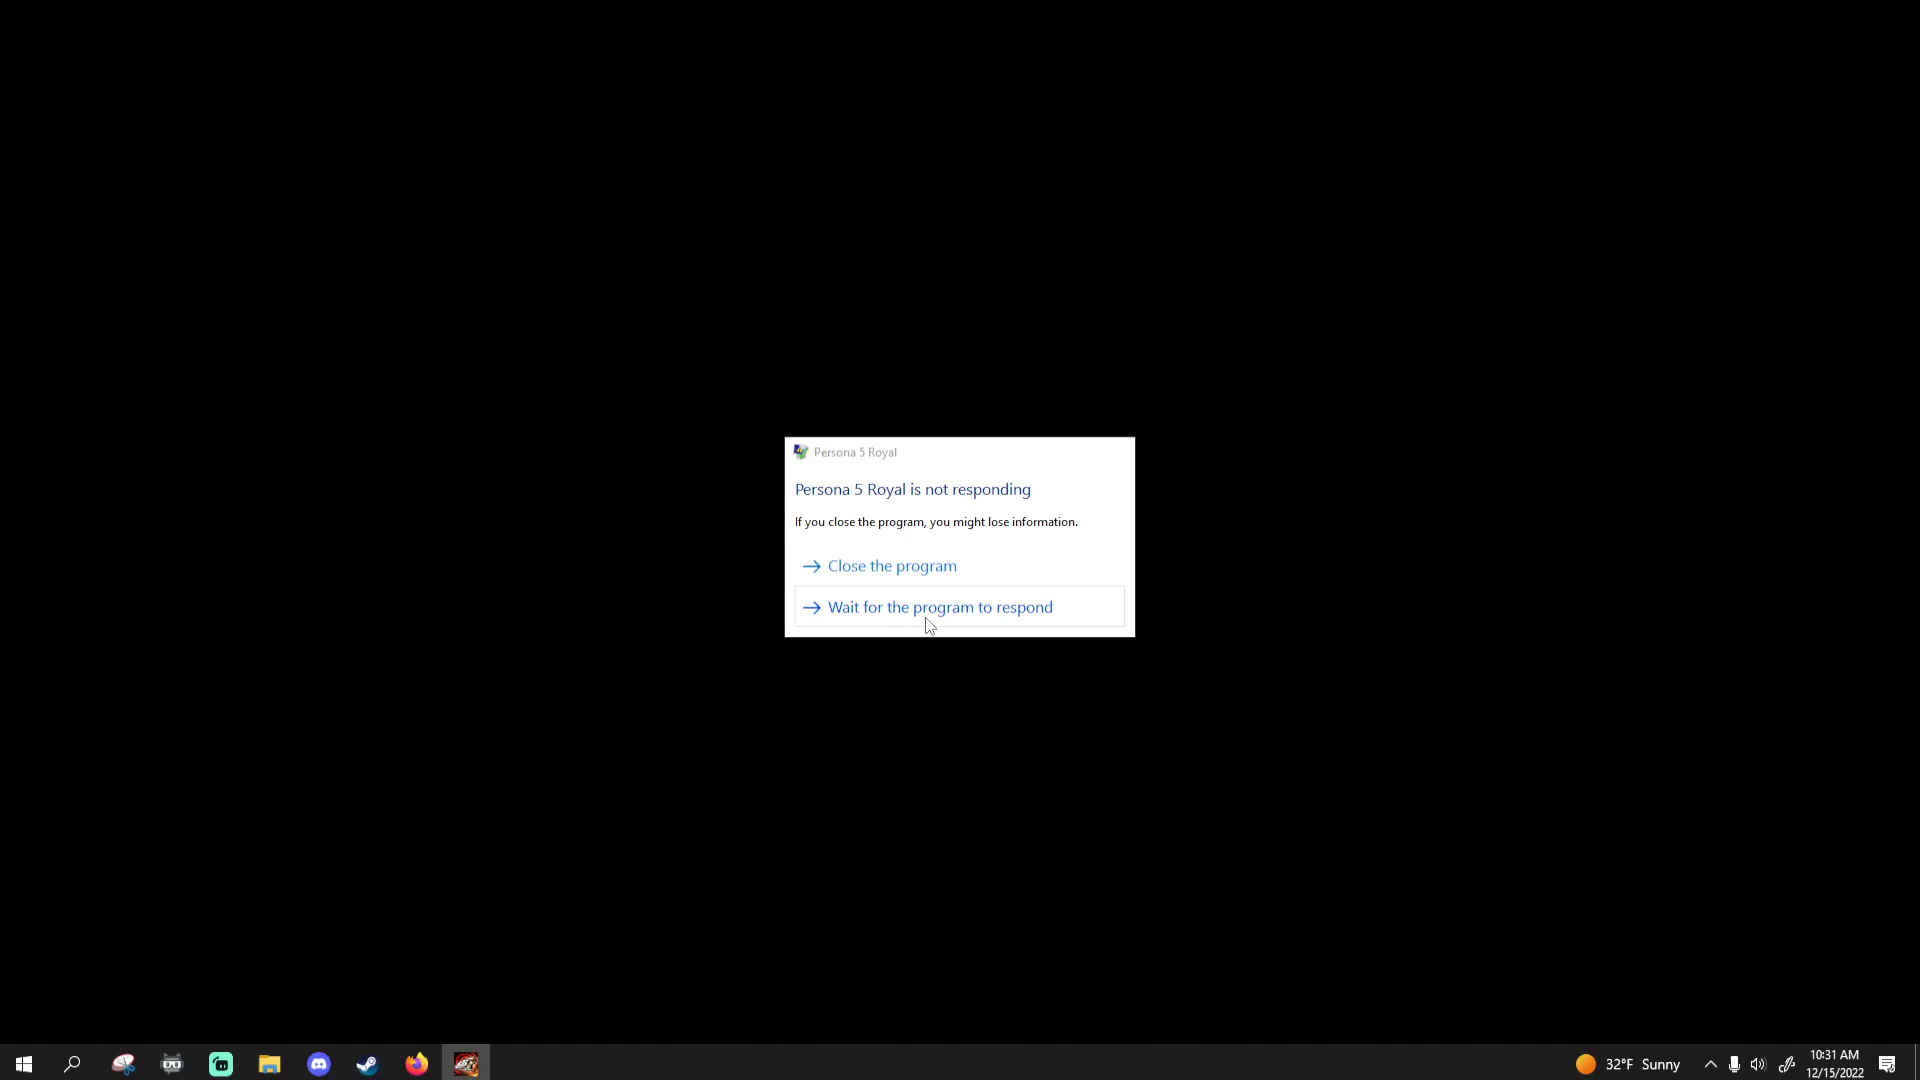 Persona 5 Royal
Persona 5 Royal is not responding
If you close the program, you might lose information.
Close the program
Wait for the program to respond
32°F Sunny
10:31 AM
12/15/2022